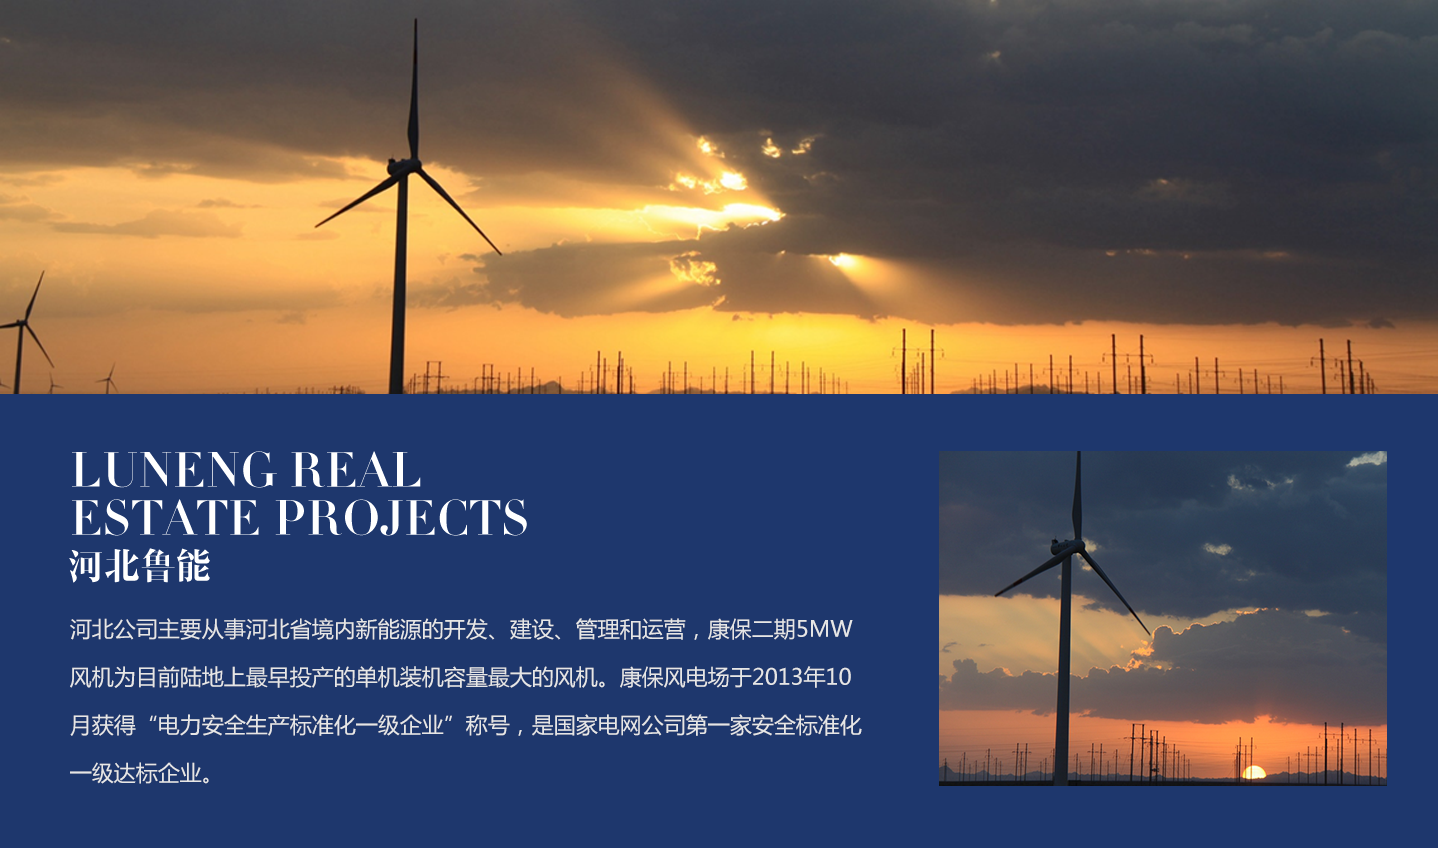 LUNENG REAL
ESTATE PROJECTS
河北鲁能
河北公司主要从事河北省境内新能源的开发、建设、管理和运营，康保二期5MW
风机为目前陆地上最早投产的单机装机容量最大的风机。康保风电场于2013年10
月获得“电力安全生产标准化一级企业”称号，是国家电网公司第一家安全标准化
一级达标企业。